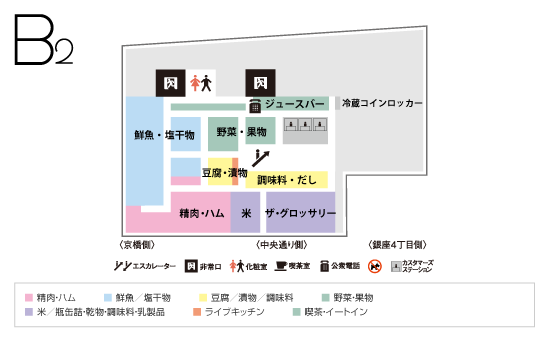 B2
ジュースバー
冷蔵コインロッカー
鮮魚・塩干物
野菜・果物
豆腐・漬物
調味料・だし
精肉・ハム
米
ザ・グロッサリー
〈京橋側〉
〈中央通り側〉
〈銀座4丁目側〉
エスカレーター
非常口
化粧室
喫茶室
公衆電話
カスタマーズ
ステーション
精肉・ハム
鮮魚／塩干物
豆腐／漬物／調味料
野菜・果物
米／瓶缶詰・乾物・調味料・乳製品
ライブキッチン
喫茶・イートイン